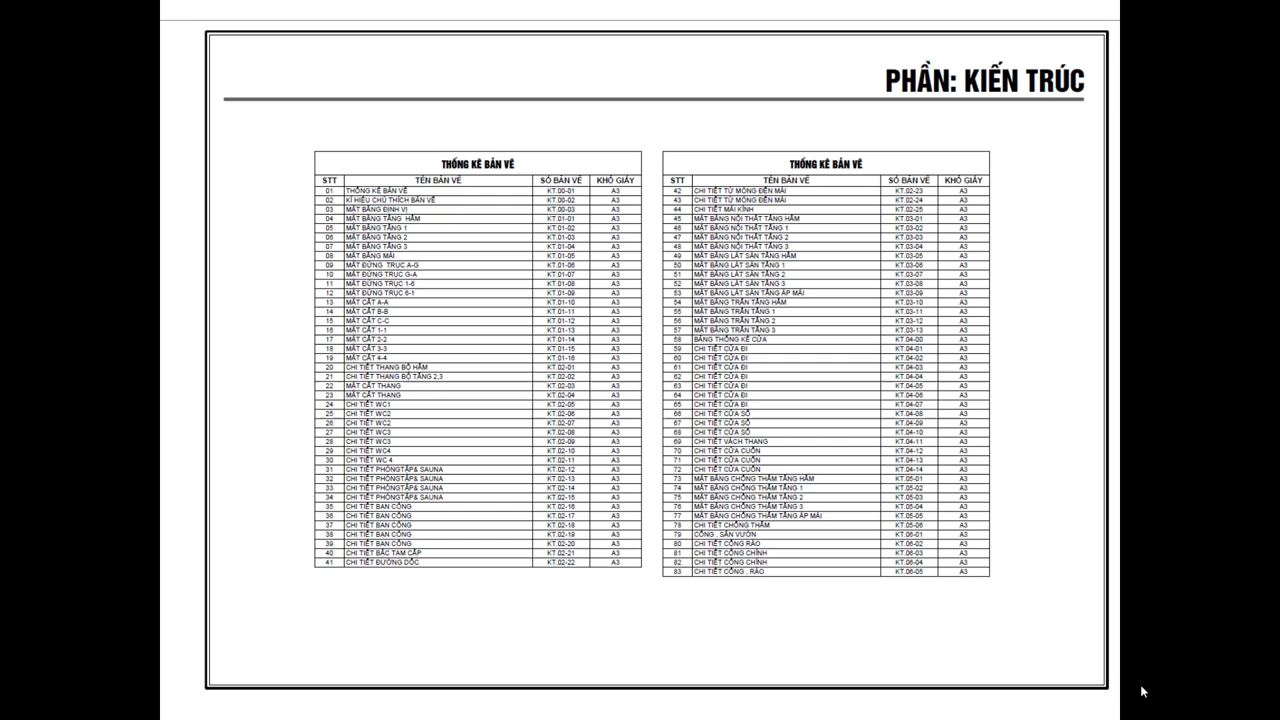 PHẦN: KIẾN TRÚC
THỐNG KÊ BẢN VẼ
STT TÊN BẢN VẼ SỐ BẢN VẼ KHỔ GIẤY
01 THỐNG KÊ BẢN VẼ KT.00-01 A3
02 KÍ HIỆU CHÚ THÍCH BẢN VẼ KT.00-02 A3
03 MẶT BẰNG ĐỊNH VỊ KT.00-03 A3
04 MẶT BẰNG TẦNG HẦM KT.01-01 A3
05 MẶT BẰNG TẦNG 1 KT.01-02 A3
06 MẶT BẰNG TẦNG 2 KT.01-03 A3
07 MẶT BẰNG TẦNG 3 KT.01-04 A3
08 MẶT BẰNG MÁI KT.01-05 A3
09 MẶT ĐỨNG TRỤC A-G KT.01-06 A3
10 MẶT ĐỨNG TRỤC G-A KT.01-07 A3
11 MẶT ĐỨNG TRỤC 1-6 KT.01-08 A3
12 MẶT ĐỨNG TRỤC 6-1 KT.01-09 A3
13 MẶT CẮT A-A KT.01-10 A3
14 MẶT CẮT B-B KT.01-11 A3
15 MẶT CẮT C-C KT.01-12 A3
16 MẶT CẮT 1-1 KT.01-13 A3
17 MẶT CẮT 2-2 KT.01-14 A3
18 MẶT CẮT 3-3 KT.01-15 A3
19 MẶT CẮT 4-4 KT.01-16 A3
20 CHI TIẾT THANG BỘ HẦM KT.02-01 A3
21 CHI TIẾT THANG BỘ TẦNG 2,3 KT.02-02 A3
22 MẶT CẮT THANG KT.02-03 A3
23 MẶT CẮT THANG KT.02-04 A3
24 CHI TIẾT WC1 KT.02-05 A3
25 CHI TIẾT WC2 KT.02-06 A3
26 CHI TIẾT WC2 KT.02-07 A3
27 CHI TIẾT WC3 KT.02-08 A3
28 CHI TIẾT WC3 KT.02-09 A3
29 CHI TIẾT WC4 KT.02-10 A3
30 CHI TIẾT WC 4 KT.02-11 A3
31 CHI TIẾT PHÒNGTẬP& SAUNA KT.02-12 A3
32 CHI TIẾT PHÒNGTẬP& SAUNA KT.02-13 A3
33 CHI TIẾT PHÒNGTẬP& SAUNA KT.02-14 A3
34 CHI TIẾT PHÒNGTẬP& SAUNA KT.02-15 A3
35 CHI TIẾT BAN CÔNG KT.02-16 A3
36 CHI TIẾT BAN CÔNG KT.02-17 A3
37 CHI TIẾT BAN CÔNG KT.02-18 A3
38 CHI TIẾT BAN CÔNG KT.02-19 A3
39 CHI TIẾT BAN CÔNG KT.02-20 A3
40 CHI TIẾT BẬC TAM CẤP KT.02-21 A3
41 CHI TIẾT ĐƯỜNG DỐC KT.02-22 A3
THỐNG KÊ BẢN VẼ
STT TÊN BẢN VẼ SỐ BẢN VẼ KHỔ GIẤY
42 CHI TIẾT TỪ MÓNG ĐẾN MÁI KT.02-23 A3
43 CHI TIẾT TỪ MÓNG ĐẾN MÁI KT.02-24 A3
44 CHI TIẾT MÁI KÍNH KT.02-25 A3
45 MẶT BẰNG NỘI THẤT TẦNG HẦM KT.03-01 A3
46 MẶT BẰNG NỘI THẤT TẦNG 1 KT.03-02 A3
47 MẶT BẰNG NỘI THẤT TẦNG 2 KT.03-03 A3
48 MẶT BẰNG NỘI THẤT TẦNG 3 KT.03-04 A3
49 MẶT BẰNG LÁT SÀN TẦNG HẦM KT.03-05 A3
50 MẶT BẰNG LÁT SÀN TẦNG 1 KT.03-06 A3
51 MẶT BẰNG LÁT SÀN TẦNG 2 KT.03-07 A3
52 MẶT BẰNG LÁT SÀN TẦNG 3 KT.03-08 A3
53 MẶT BẰNG LÁT SÀN TẦNG ÁP MÁI KT.03-09 A3
54 MẶT BẰNG TRẦN TẦNG HẦM KT.03-10 A3
55 MẶT BẰNG TRẦN TẦNG 1 KT.03-11 A3
56 MẶT BẰNG TRẦN TẦNG 2 KT.03-12 A3
57 MẶT BẰNG TRẦN TẦNG 3 KT.03-13 A3
58 BẢNG THỐNG KÊ CỬA KT.04-00 A3
59 CHI TIẾT CỬA ĐI KT.04-01 A3
60 CHI TIẾT CỬA ĐI KT.04-02 A3
61 CHI TIẾT CỬA ĐI KT.04-03 A3
62 CHI TIẾT CỬA ĐI KT.04-04 A3
63 CHI TIẾT CỬA ĐI KT.04-05 A3
64 CHI TIẾT CỬA ĐI KT.04-06 A3
65 CHI TIẾT CỬA ĐI KT.04-07 A3
66 CHI TIẾT CỬA SỔ KT.04-08 A3
67 CHI TIẾT CỬA SỔ KT.04-09 A3
68 CHI TIẾT CỬA SỔ KT.04-10 A3
69 CHI TIẾT VÁCH THANG KT.04-11 A3
70 CHI TIẾT CỬA CUỐN KT.04-12 A3
71 CHI TIẾT CỬA CUỐN KT.04-13 A3
72 CHI TIẾT CỬA CUỐN KT.04-14 A3
73 MẶT BẰNG CHỐNG THẤM TẦNG HẦM KT.05-01 A3
74 MẶT BẰNG CHỐNG THẤM TẦNG 1 KT.05-02 A3
75 MẶT BẰNG CHỐNG THẤM TẦNG 2 KT.05-03 A3
76 MẶT BẰNG CHỐNG THẤM TẦNG 3 KT.05-04 A3
77 MẶT BẰNG CHỐNG THẤM TẦNG ÁP MÁI KT.05-05 A3
78 CHI TIẾT CHỐNG THẤM KT.05-06 A3
79 CỔNG , SÂN VƯỜN KT.06-01 A3
80 CHI TIẾT CỔNG RÀO KT.06-02 A3
81 CHI TIẾT CỔNG CHÍNH KT.06-03 A3
82 CHI TIẾT CỔNG CHÍNH KT.06-04 A3
83 CHI TIẾT CỔNG , RÀO KT.06-05 A3